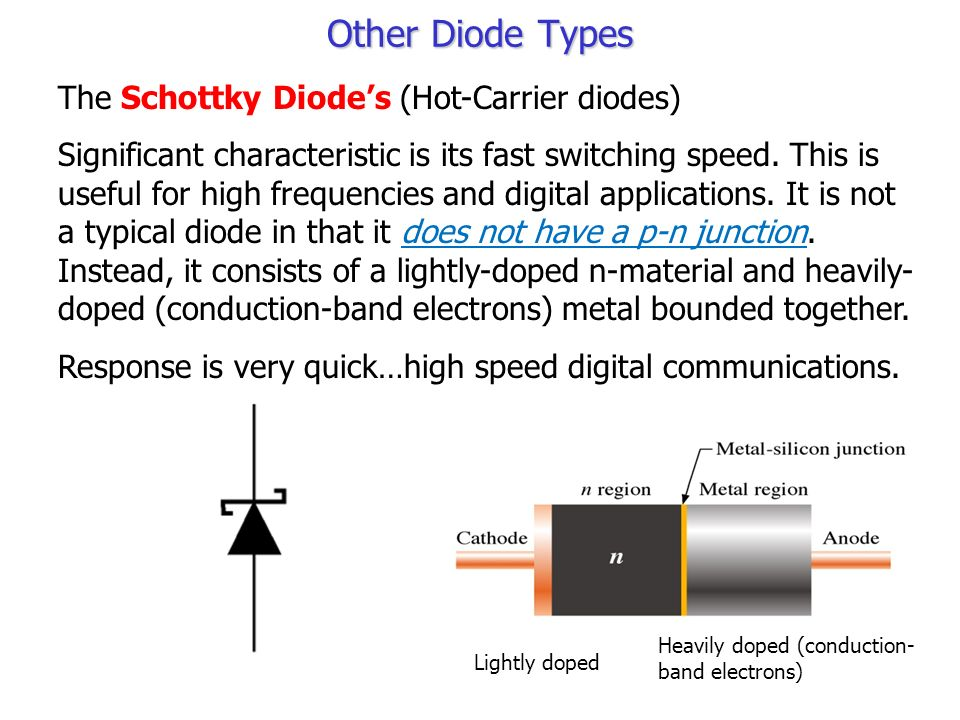 Other Diode Types
The Schottky Diode’s (Hot-Carrier diodes)
Significant characteristic is its fast switching speed. This is
useful for high frequencies and digital applications. It is not
a typical diode in that it does not have a p-n junction.
Instead, it consists of a lightly-doped n-material and heavily-
doped (conduction-band electrons) metal bounded together.
Response is very quick…high speed digital communications.
Metal-silicon junction
n region
Metal region
Cathode
n
Anode
Lightly doped
Heavily doped (conduction-
band electrons)